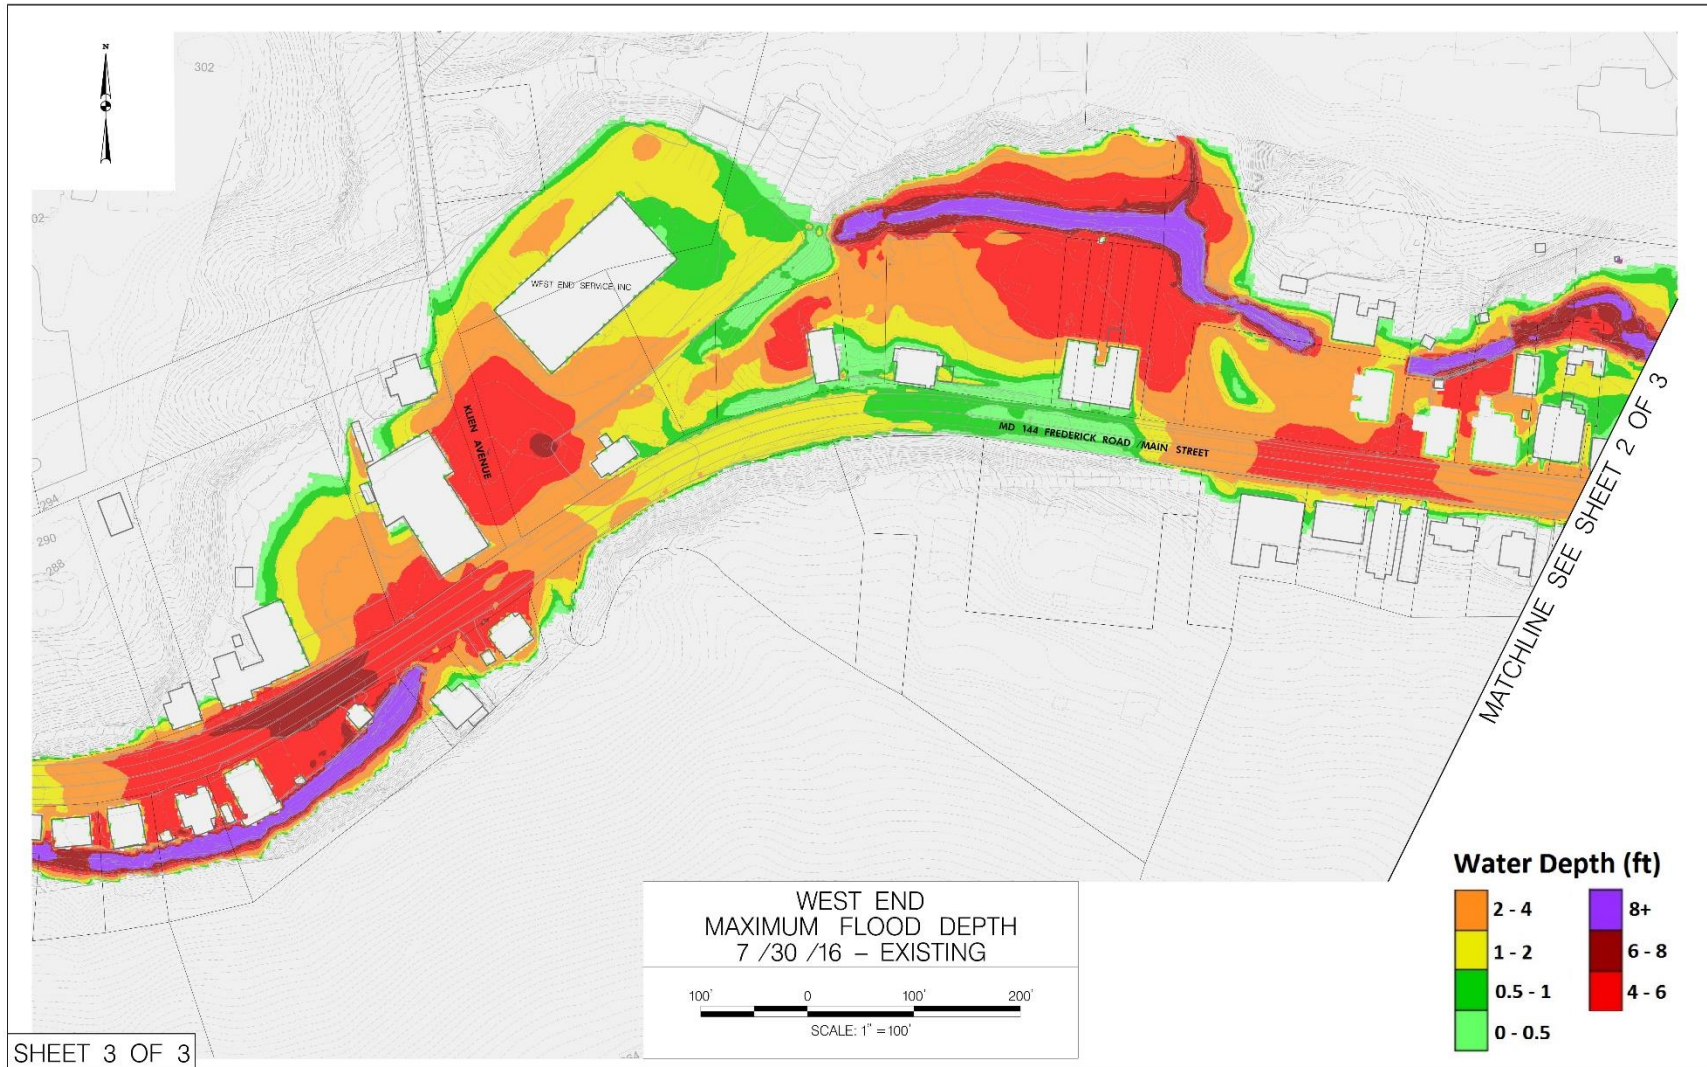 N
302
02
WEST END SERVICE, INC
KLIEN AVENUE
MD 144 FREDERICK ROAD /MAIN STREET
294
290
288
MATCHLINE SEE SHEET 2 OF 3
WEST END
MAXIMUM FLOOD DEPTH
7 /30 /16 - EXISTING
100' 0 100' 200'
SCALE: 1" =100'
Water Depth (ft)
2 - 4 8+
1 - 2 6 - 8
0.5 - 1 4 - 6
0 - 0.5
SHEET 3 OF 3